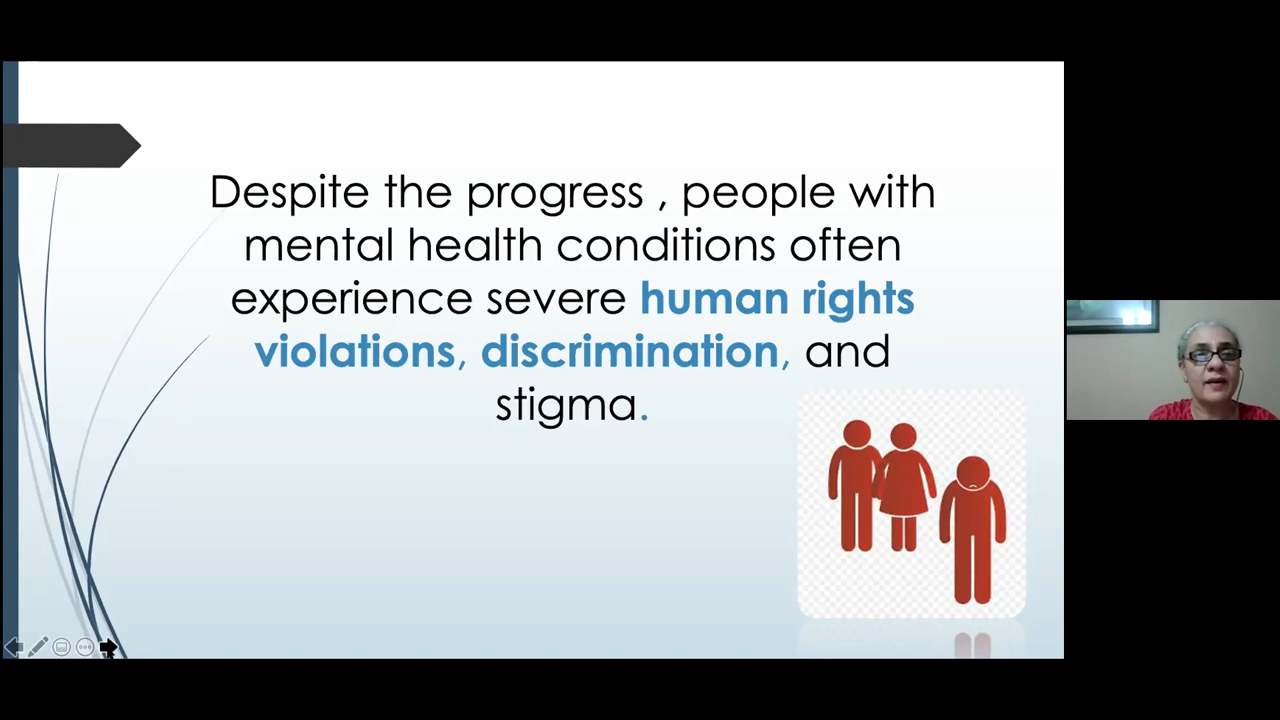 Despite the progress , people with
mental health conditions often
experience severe human rights
violations, discrimination, and
stigma.